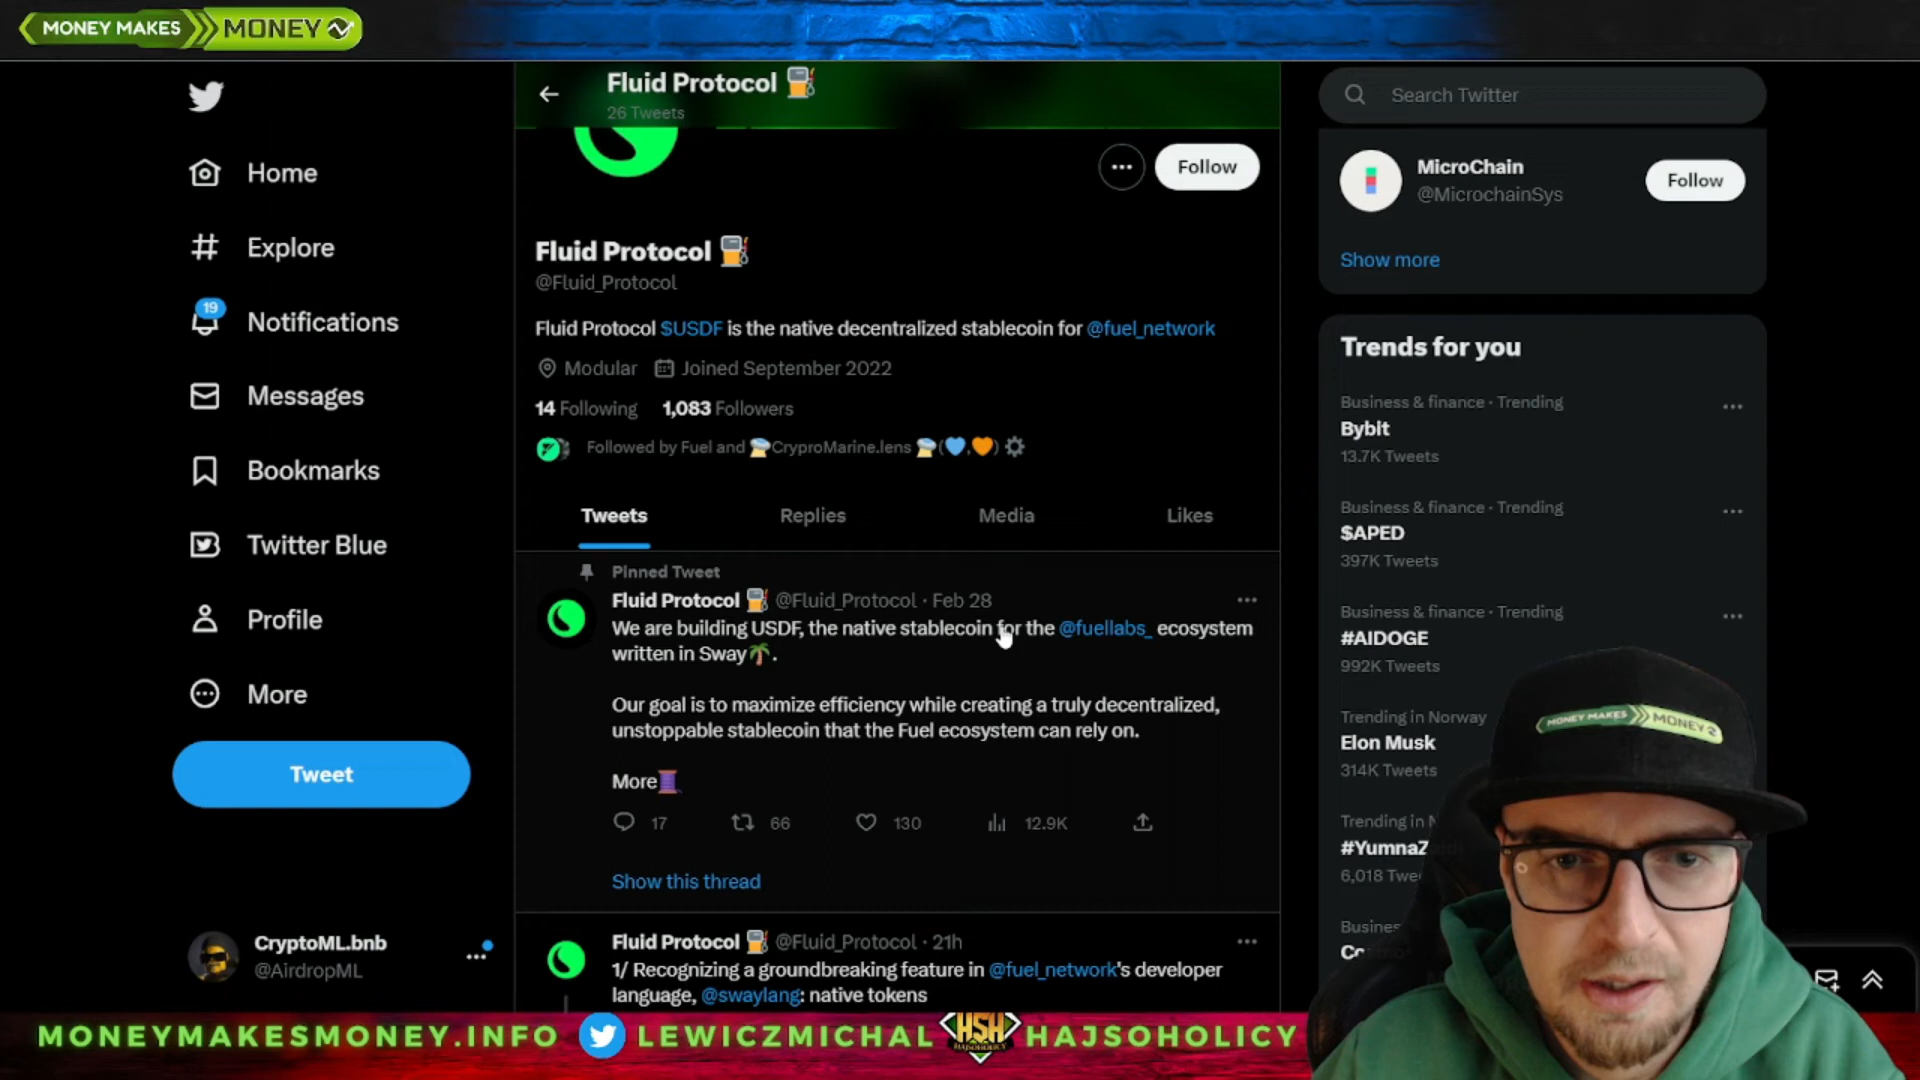 MONEY MAKES MONEY
Home
Explore
19
Notifications
Messages
Bookmarks
Twitter Blue
Profile
More
Tweet
CryptoML.bnb
@AirdropML
Fluid Protocol
26 Tweets
Follow
Fluid Protocol
@Fluid_Protocol
Fluid Protocol $USDF is the native decentralized stablecoin for @fuel_network
Modular Joined September 2022
14 Following 1,083 Followers
Followed by Fuel and CryproMarine.lens
Tweets Replies Media Likes
Pinned Tweet
Fluid Protocol @Fluid_Protocol · Feb 28
We are building USDF, the native stablecoin for the @fuellabs_ ecosystem
written in Sway🌴.
Our goal is to maximize efficiency while creating a truly decentralized,
unstoppable stablecoin that the Fuel ecosystem can rely on.
More🧵
17 66 130 12.9K
Show this thread
Fluid Protocol @Fluid_Protocol · 21h
1/ Recognizing a groundbreaking feature in @fuel_network's developer
language, @swaylang: native tokens
Search Twitter
MicroChain
@MicrochainSys
Follow
Show more
Trends for you
Business & finance · Trending
Bybit
13.7K Tweets
Business & finance · Trending
$APED
397K Tweets
Business & finance · Trending
#AIDOGE
992K Tweets
Trending in Norway
Elon Musk
314K Tweets
Trending in
#YumnaZ
6,018 Twe
Busines
MONEY MAKES MONEY
MONEYMAKESMONEY.INFO LEWICZMICHAL HSH HAJSOHOLICY